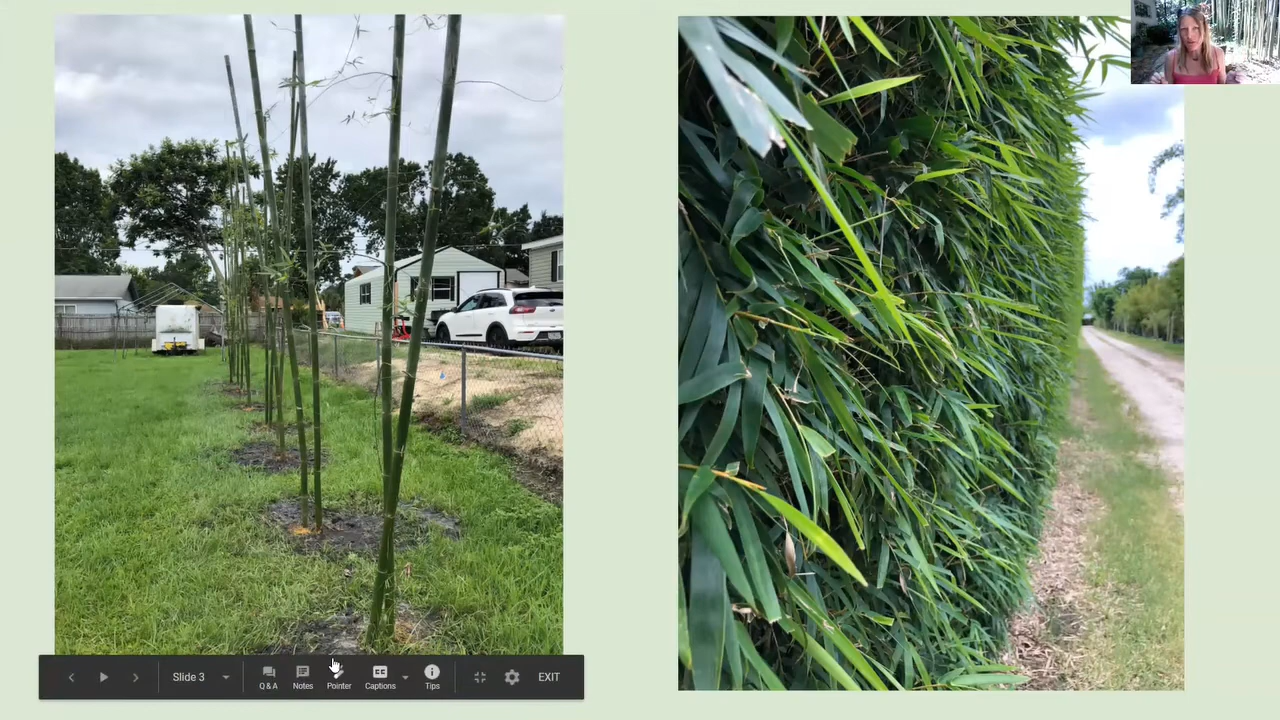 Slide 3
Q & A
Notes
Pointer
Captions
Tips
EXIT